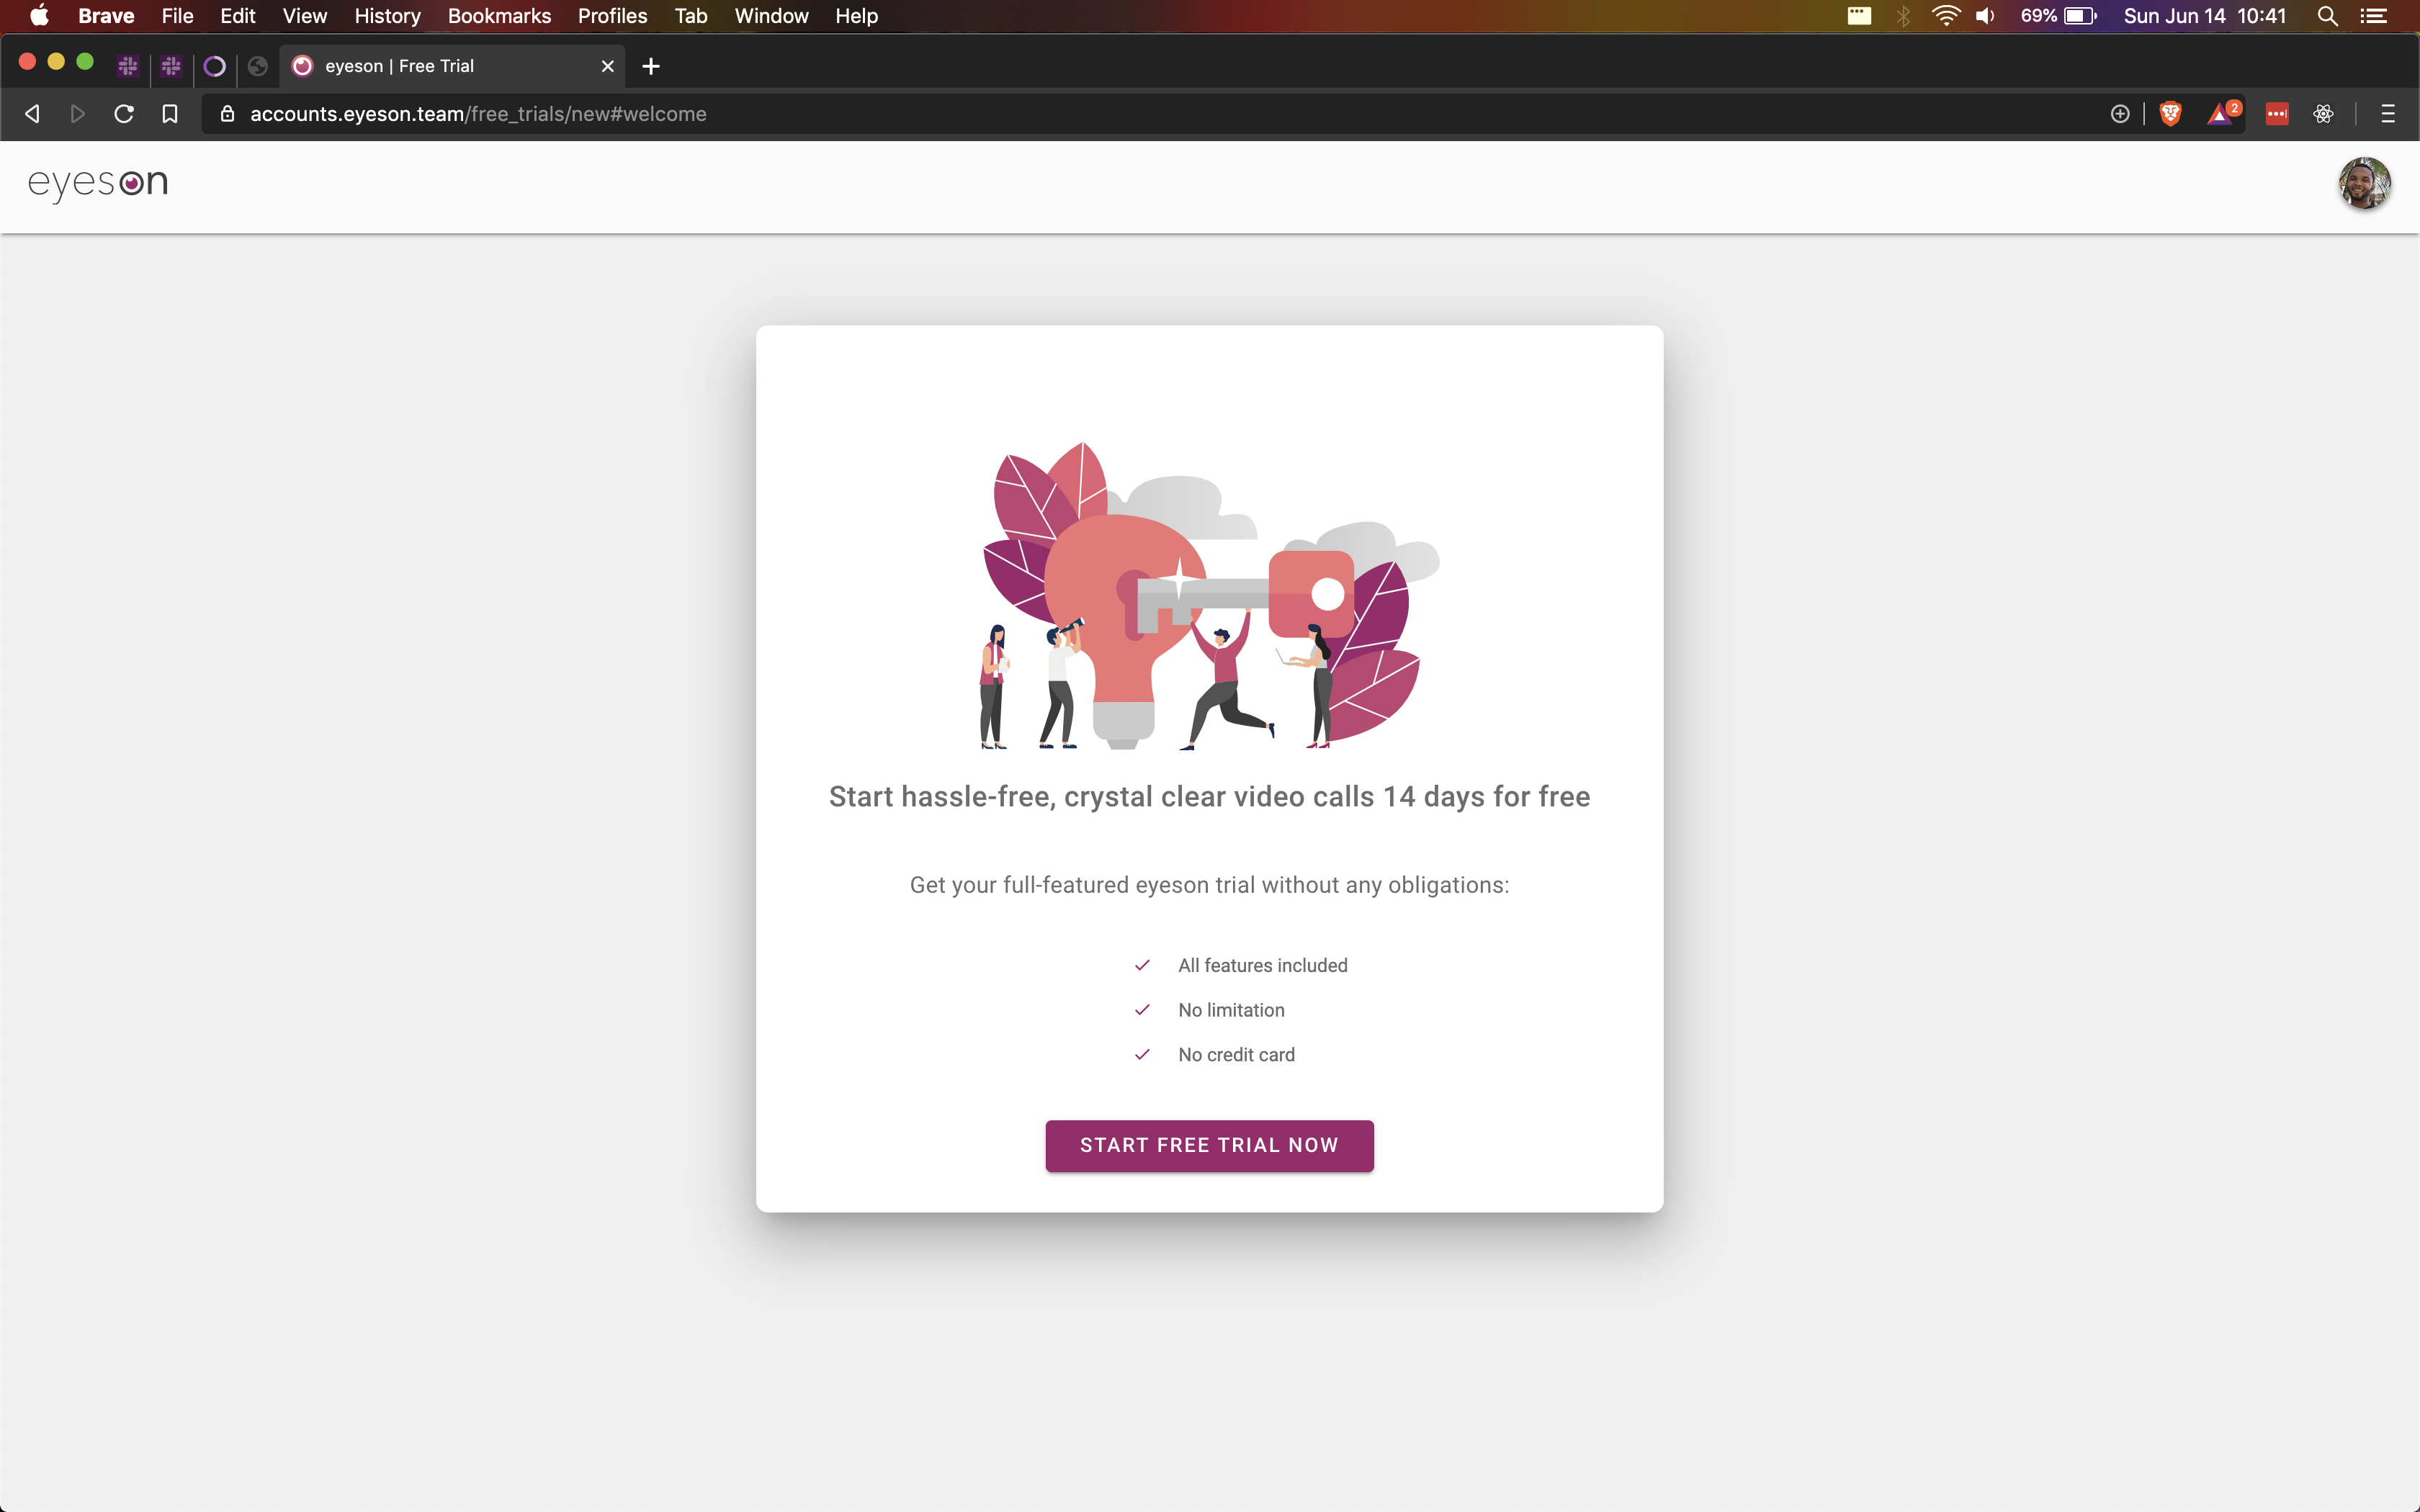 Brave File Edit View History Bookmarks Profiles Tab Window Help 69% Sun Jun 14 10:41
eyeson | Free Trial
accounts.eyeson.team/free_trials/new#welcome 2
eyeson
Start hassle-free, crystal clear video calls 14 days for free
Get your full-featured eyeson trial without any obligations:
All features included
No limitation
No credit card
START FREE TRIAL NOW